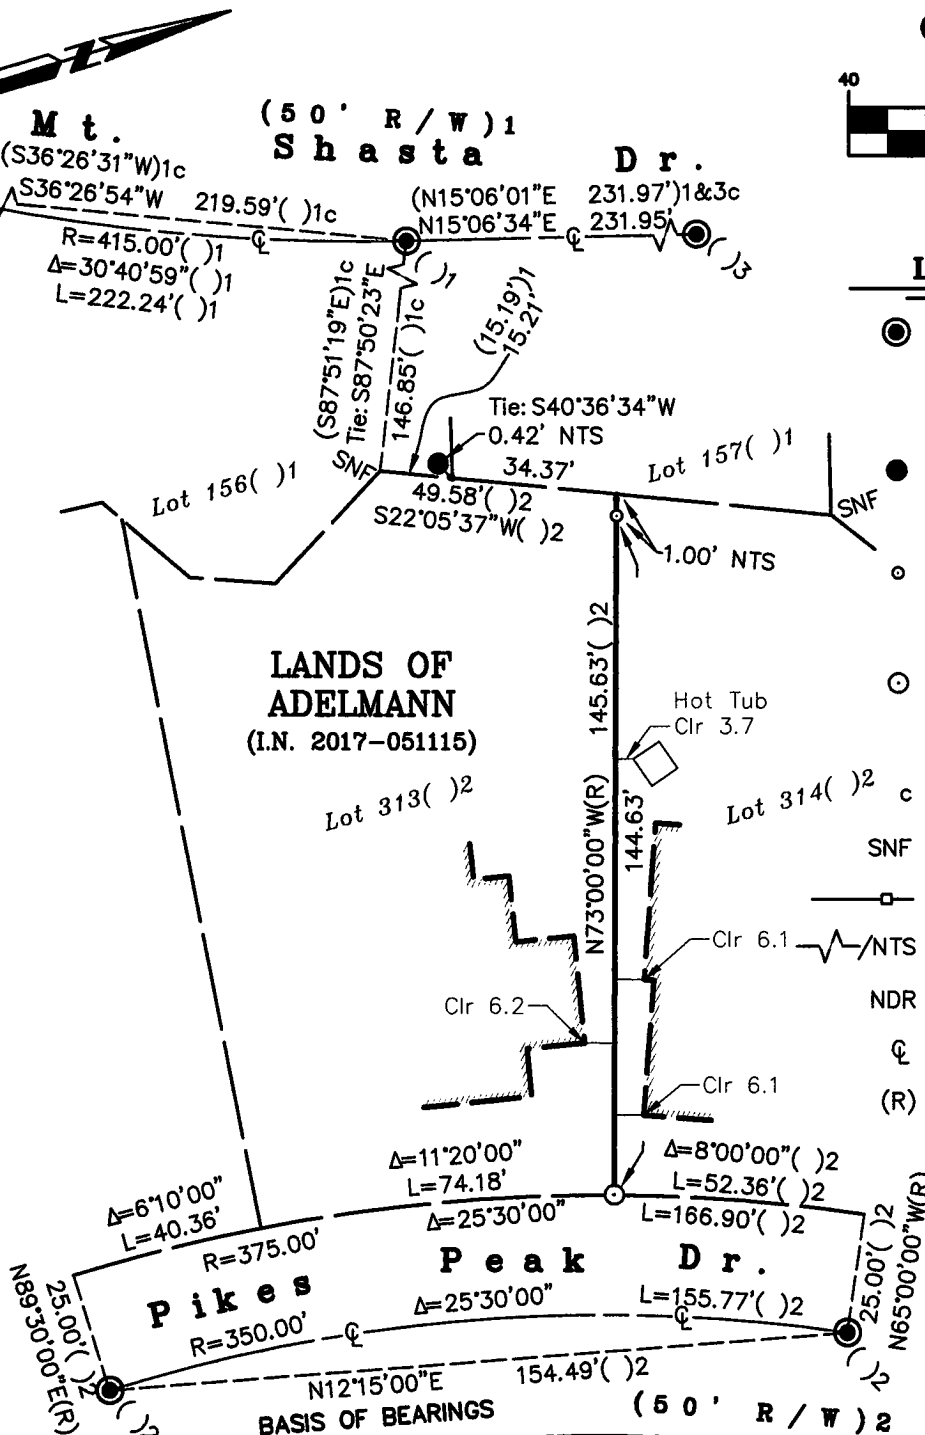 Z
40
Mt.
(50' R/W)1
Shasta
Dr.
(S36°26'31"W)1c
S36°26'54"W
219.59'( )1c
(N15°06'01"E
231.97')1&3c
N15°06'34"E
231.95'
℄
℄
R=415.00'( )1
Δ=30°40'59"( )1
L=222.24'( )1
( )1
( )3
L
(S87°51'19"E)1c
Tie: S87°50'23"E
146.85'( )1c
(15.19')1
15.21'
Tie: S40°36'34"W
0.42' NTS
SNF
34.37'
Lot 156( )1
Lot 157( )1
49.58'( )2
S22°05'37"W( )2
SNF
1.00' NTS
LANDS OF
ADELMANN
(I.N. 2017-051115)
145.63'( )2
Hot Tub
Clr 3.7
Lot 313( )2
Lot 314( )2
c
N73°00'00"W(R)
144.63'
SNF
Clr 6.1
NTS
Clr 6.2
NDR
℄
Clr 6.1
(R)
Δ=11°20'00"
L=74.18'
Δ=8°00'00"( )2
L=52.36'( )2
Δ=6°10'00"
L=40.36'
R=375.00'
Δ=25°30'00"
L=166.90'( )2
Pikes
Peak
Dr.
25.00'( )2
N65°00'00"W(R)
N89°30'00"E(R)
25.00'( )2
R=350.00'
℄
Δ=25°30'00"
L=155.77'( )2
℄
( )2
N12°15'00"E
154.49'( )2
( )2
BASIS OF BEARINGS
(50' R/W)2